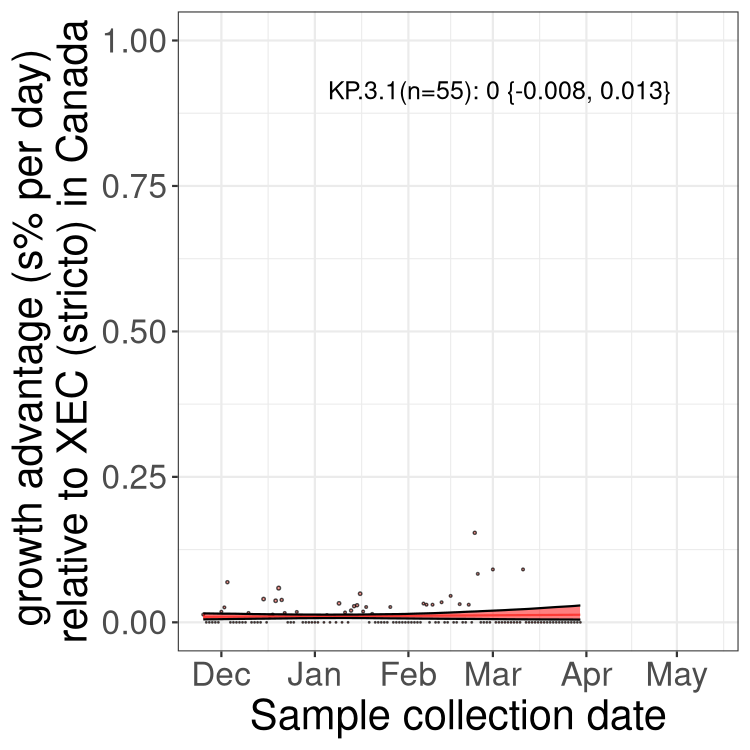 growth advantage (s% per day)
relative to XEC (stricto) in Canada
1.00
0.75
0.50
0.25
0.00
KP.3.1(n=55): 0 {-0.008, 0.013}
Dec Jan Feb Mar Apr May
Sample collection date